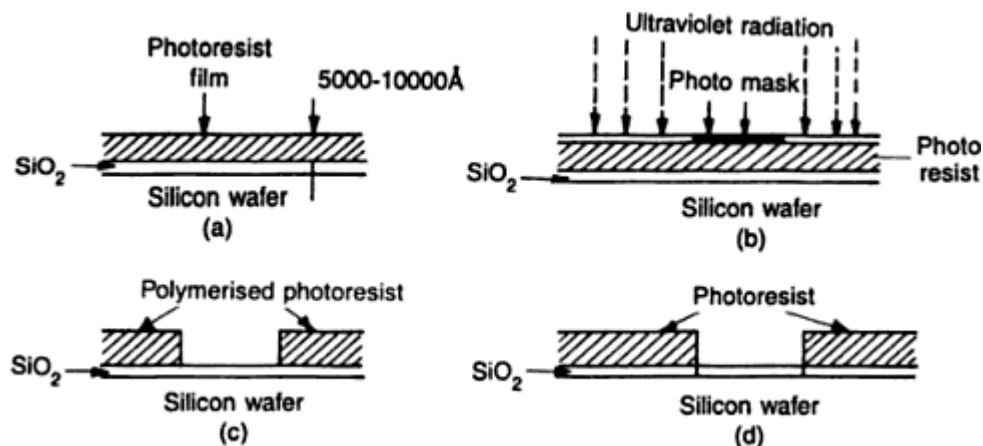 Photoresist
film
5000-10000Å
SiO2
Silicon wafer
(a)
Ultraviolet radiation
Photo mask
Photo
resist
SiO2
Silicon wafer
(b)
Polymerised photoresist
SiO2
Silicon wafer
(c)
Photoresist
SiO2
Silicon wafer
(d)